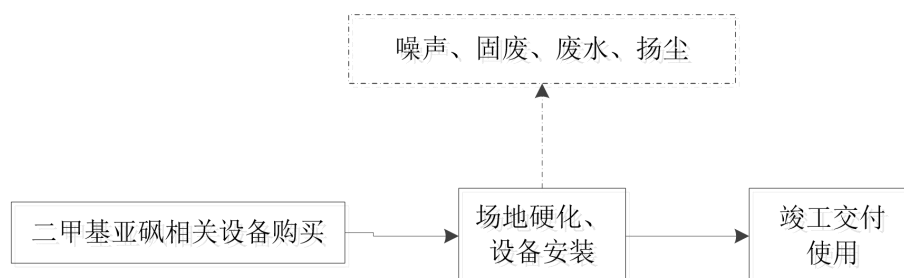 噪声、固废、废水、扬尘
二甲基亚砜相关设备购买
场地硬化、
设备安装
竣工交付
使用